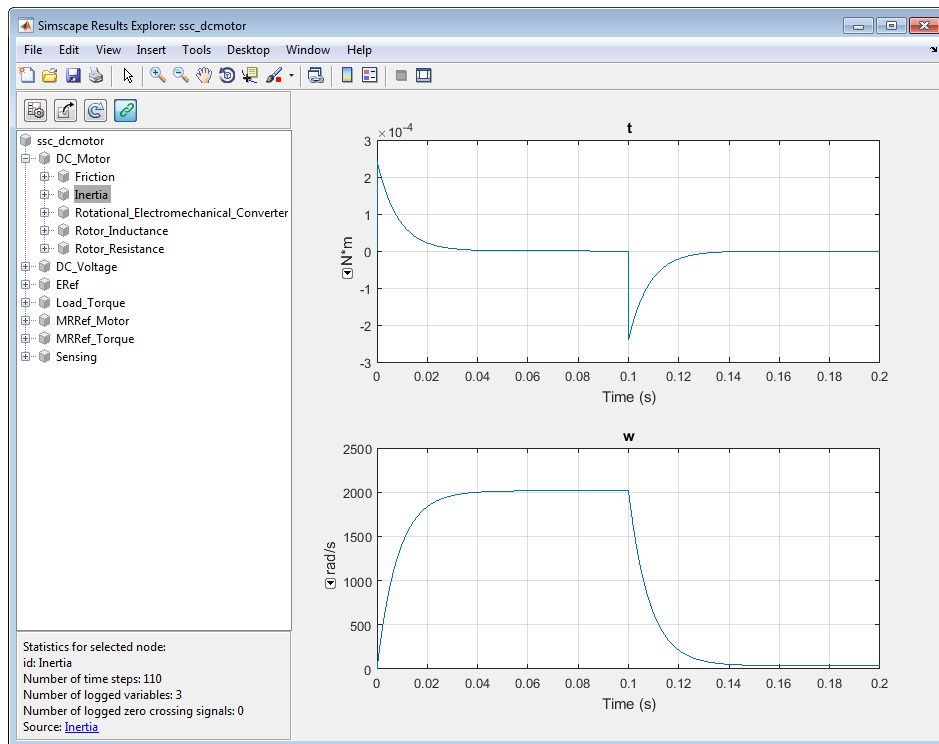 Simscape Results Explorer: ssc_dcmotor
File Edit View Insert Tools Desktop Window Help
ssc_dcmotor
DC_Motor
Friction
Inertia
Rotational_Electromechanical_Converter
Rotor_Inductance
Rotor_Resistance
DC_Voltage
ERef
Load_Torque
MRRef_Motor
MRRef_Torque
Sensing
Statistics for selected node:
id: Inertia
Number of time steps: 110
Number of logged variables: 3
Number of logged zero crossing signals: 0
Source: Inertia
t
×10-4
3
2
1
0
-1
-2
-3
N*m
0 0.02 0.04 0.06 0.08 0.1 0.12 0.14 0.16 0.18 0.2
Time (s)
w
2500
2000
1500
1000
500
0
rad/s
0 0.02 0.04 0.06 0.08 0.1 0.12 0.14 0.16 0.18 0.2
Time (s)